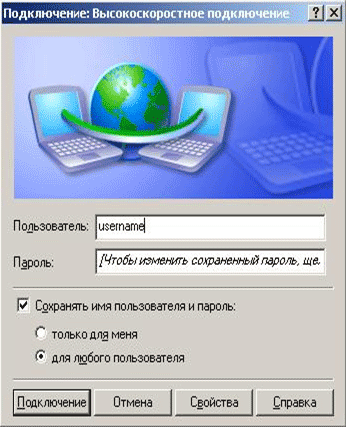 Подключение: Высокоскоростное подключение
Пользователь: username
Пароль: [Чтобы изменить сохраненный пароль, ще.
Сохранять имя пользователя и пароль:
только для меня
для любого пользователя
Подключение Отмена Свойства Справка